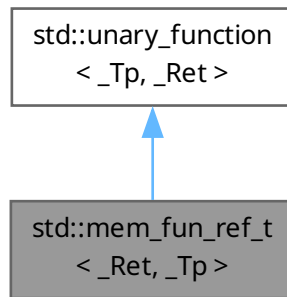 std::unary_function
< _Tp, _Ret >
std::mem_fun_ref_t
< _Ret, _Tp >